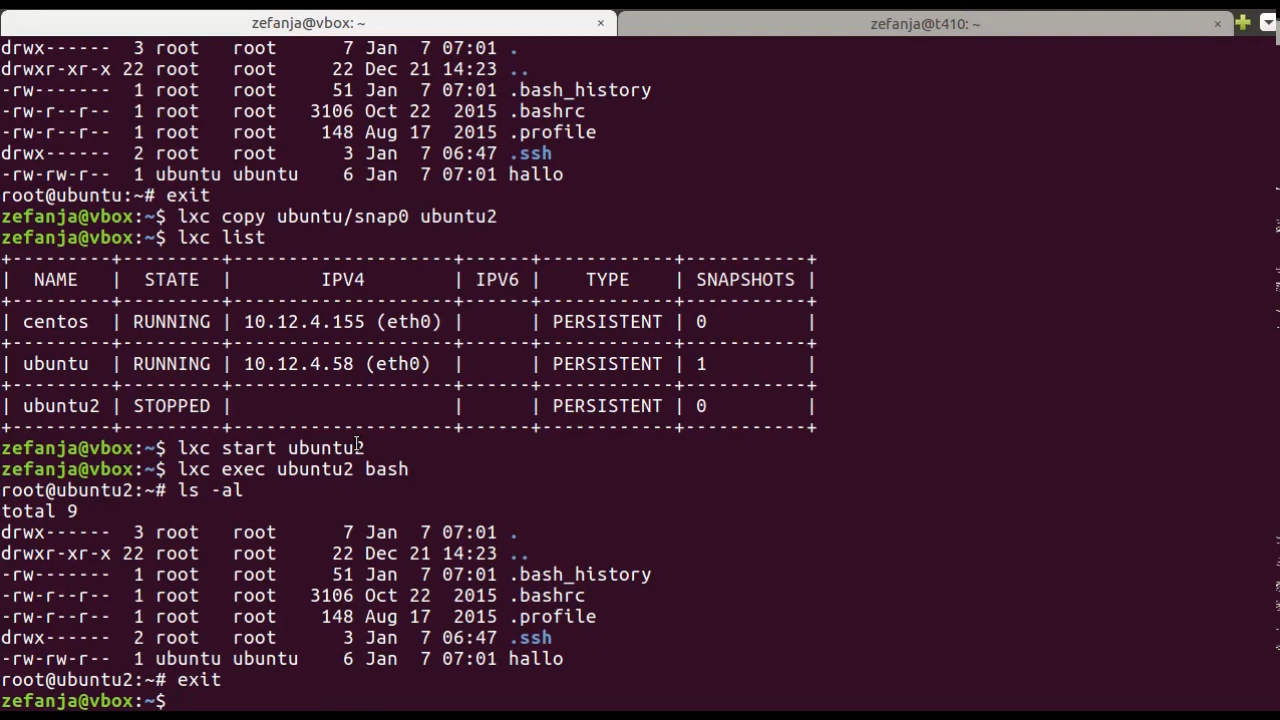 zefanja@vbox: ~ × zefanja@t410: ~ ×
drwx------ 3 root root 7 Jan 7 07:01 .
drwxr-xr-x 22 root root 22 Dec 21 14:23 ..
-rw------- 1 root root 51 Jan 7 07:01 .bash_history
-rw-r--r-- 1 root root 3106 Oct 22 2015 .bashrc
-rw-r--r-- 1 root root 148 Aug 17 2015 .profile
drwx------ 2 root root 3 Jan 7 06:47 .ssh
-rw-rw-r-- 1 ubuntu ubuntu 6 Jan 7 07:01 hallo
root@ubuntu:~# exit
zefanja@vbox:~$ lxc copy ubuntu/snap0 ubuntu2
zefanja@vbox:~$ lxc list
+---------+---------+---------------------+------+------------+-----------+
| NAME | STATE | IPV4 | IPV6 | TYPE | SNAPSHOTS |
+---------+---------+---------------------+------+------------+-----------+
| centos | RUNNING | 10.12.4.155 (eth0) | | PERSISTENT | 0 |
+---------+---------+---------------------+------+------------+-----------+
| ubuntu | RUNNING | 10.12.4.58 (eth0) | | PERSISTENT | 1 |
+---------+---------+---------------------+------+------------+-----------+
| ubuntu2 | STOPPED | | | PERSISTENT | 0 |
+---------+---------+---------------------+------+------------+-----------+
zefanja@vbox:~$ lxc start ubuntu2
zefanja@vbox:~$ lxc exec ubuntu2 bash
root@ubuntu2:~# ls -al
total 9
drwx------ 3 root root 7 Jan 7 07:01 .
drwxr-xr-x 22 root root 22 Dec 21 14:23 ..
-rw------- 1 root root 51 Jan 7 07:01 .bash_history
-rw-r--r-- 1 root root 3106 Oct 22 2015 .bashrc
-rw-r--r-- 1 root root 148 Aug 17 2015 .profile
drwx------ 2 root root 3 Jan 7 06:47 .ssh
-rw-rw-r-- 1 ubuntu ubuntu 6 Jan 7 07:01 hallo
root@ubuntu2:~# exit
zefanja@vbox:~$